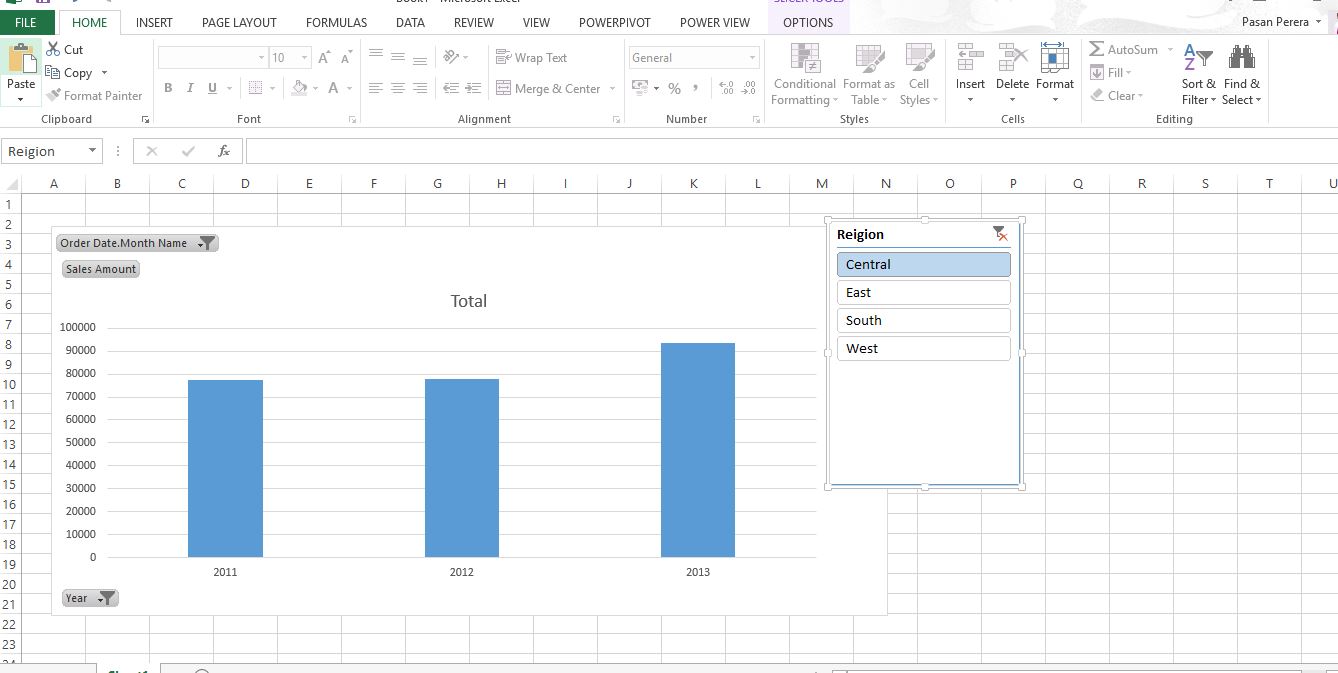 SLICER TOOLS
FILE HOME INSERT PAGE LAYOUT FORMULAS DATA REVIEW VIEW POWERPIVOT POWER VIEW OPTIONS Pasan Perera
Paste
Cut
Copy
Format Painter
Clipboard
10 A A
B I U A
Font
Wrap Text
Merge & Center
Alignment
General
% ,
Number
Conditional Formatting
Format as Table
Cell Styles
Styles
Insert Delete Format
Cells
AutoSum
Fill
Clear
Sort & Filter
Find & Select
Editing
Reigion fx
A B C D E F G H I J K L M N O P Q R S T U
1
2
3
4
5
6
7
8
9
10
11
12
13
14
15
16
17
18
19
20
21
22
23
Order Date.Month Name
Sales Amount
Total
100000
90000
80000
70000
60000
50000
40000
30000
20000
10000
0
2011 2012 2013
Year
Reigion
Central
East
South
West